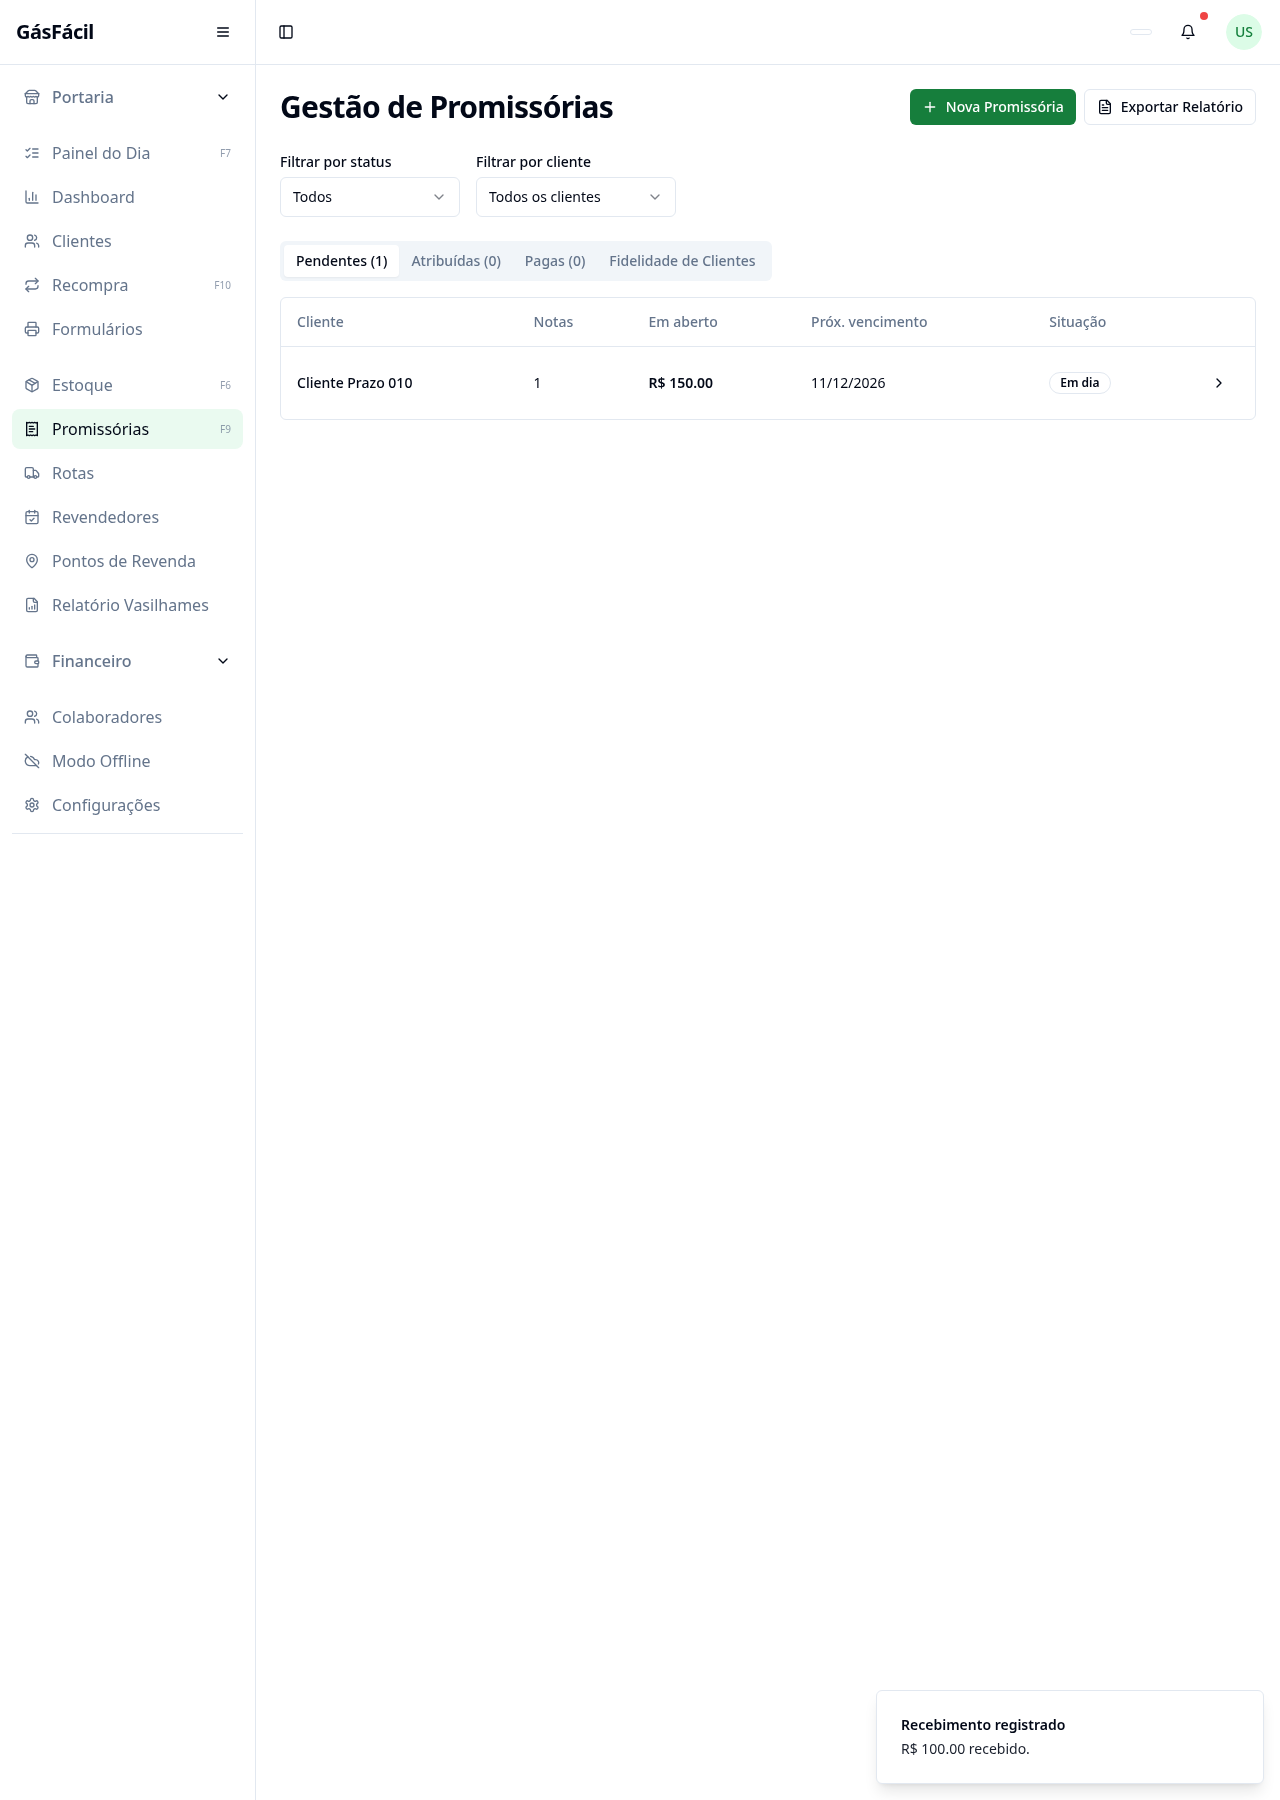 GásFácil
US
Portaria
Painel do Dia F7
Dashboard
Clientes
Recompra F10
Formulários
Estoque F6
Promissórias F9
Rotas
Revendedores
Pontos de Revenda
Relatório Vasilhames
Financeiro
Colaboradores
Modo Offline
Configurações
Gestão de Promissórias
Nova Promissória
Exportar Relatório
Filtrar por status
Filtrar por cliente
Todos
Todos os clientes
Pendentes (1) Atribuídas (0) Pagas (0) Fidelidade de Clientes
Cliente Notas Em aberto Próx. vencimento Situação
Cliente Prazo 010 1 R$ 150.00 11/12/2026 Em dia
Recebimento registrado
R$ 100.00 recebido.